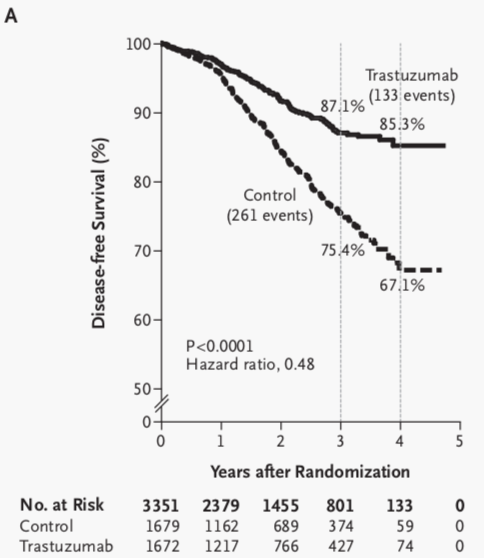 A
100
90
80
70
60
50
0
Disease-free Survival (%)
Trastuzumab
(133 events)
87.1%
85.3%
Control
(261 events)
75.4%
67.1%
P<0.0001
Hazard ratio, 0.48
0 1 2 3 4 5
Years after Randomization
No. at Risk 3351 2379 1455 801 133 0
Control 1679 1162 689 374 59 0
Trastuzumab 1672 1217 766 427 74 0